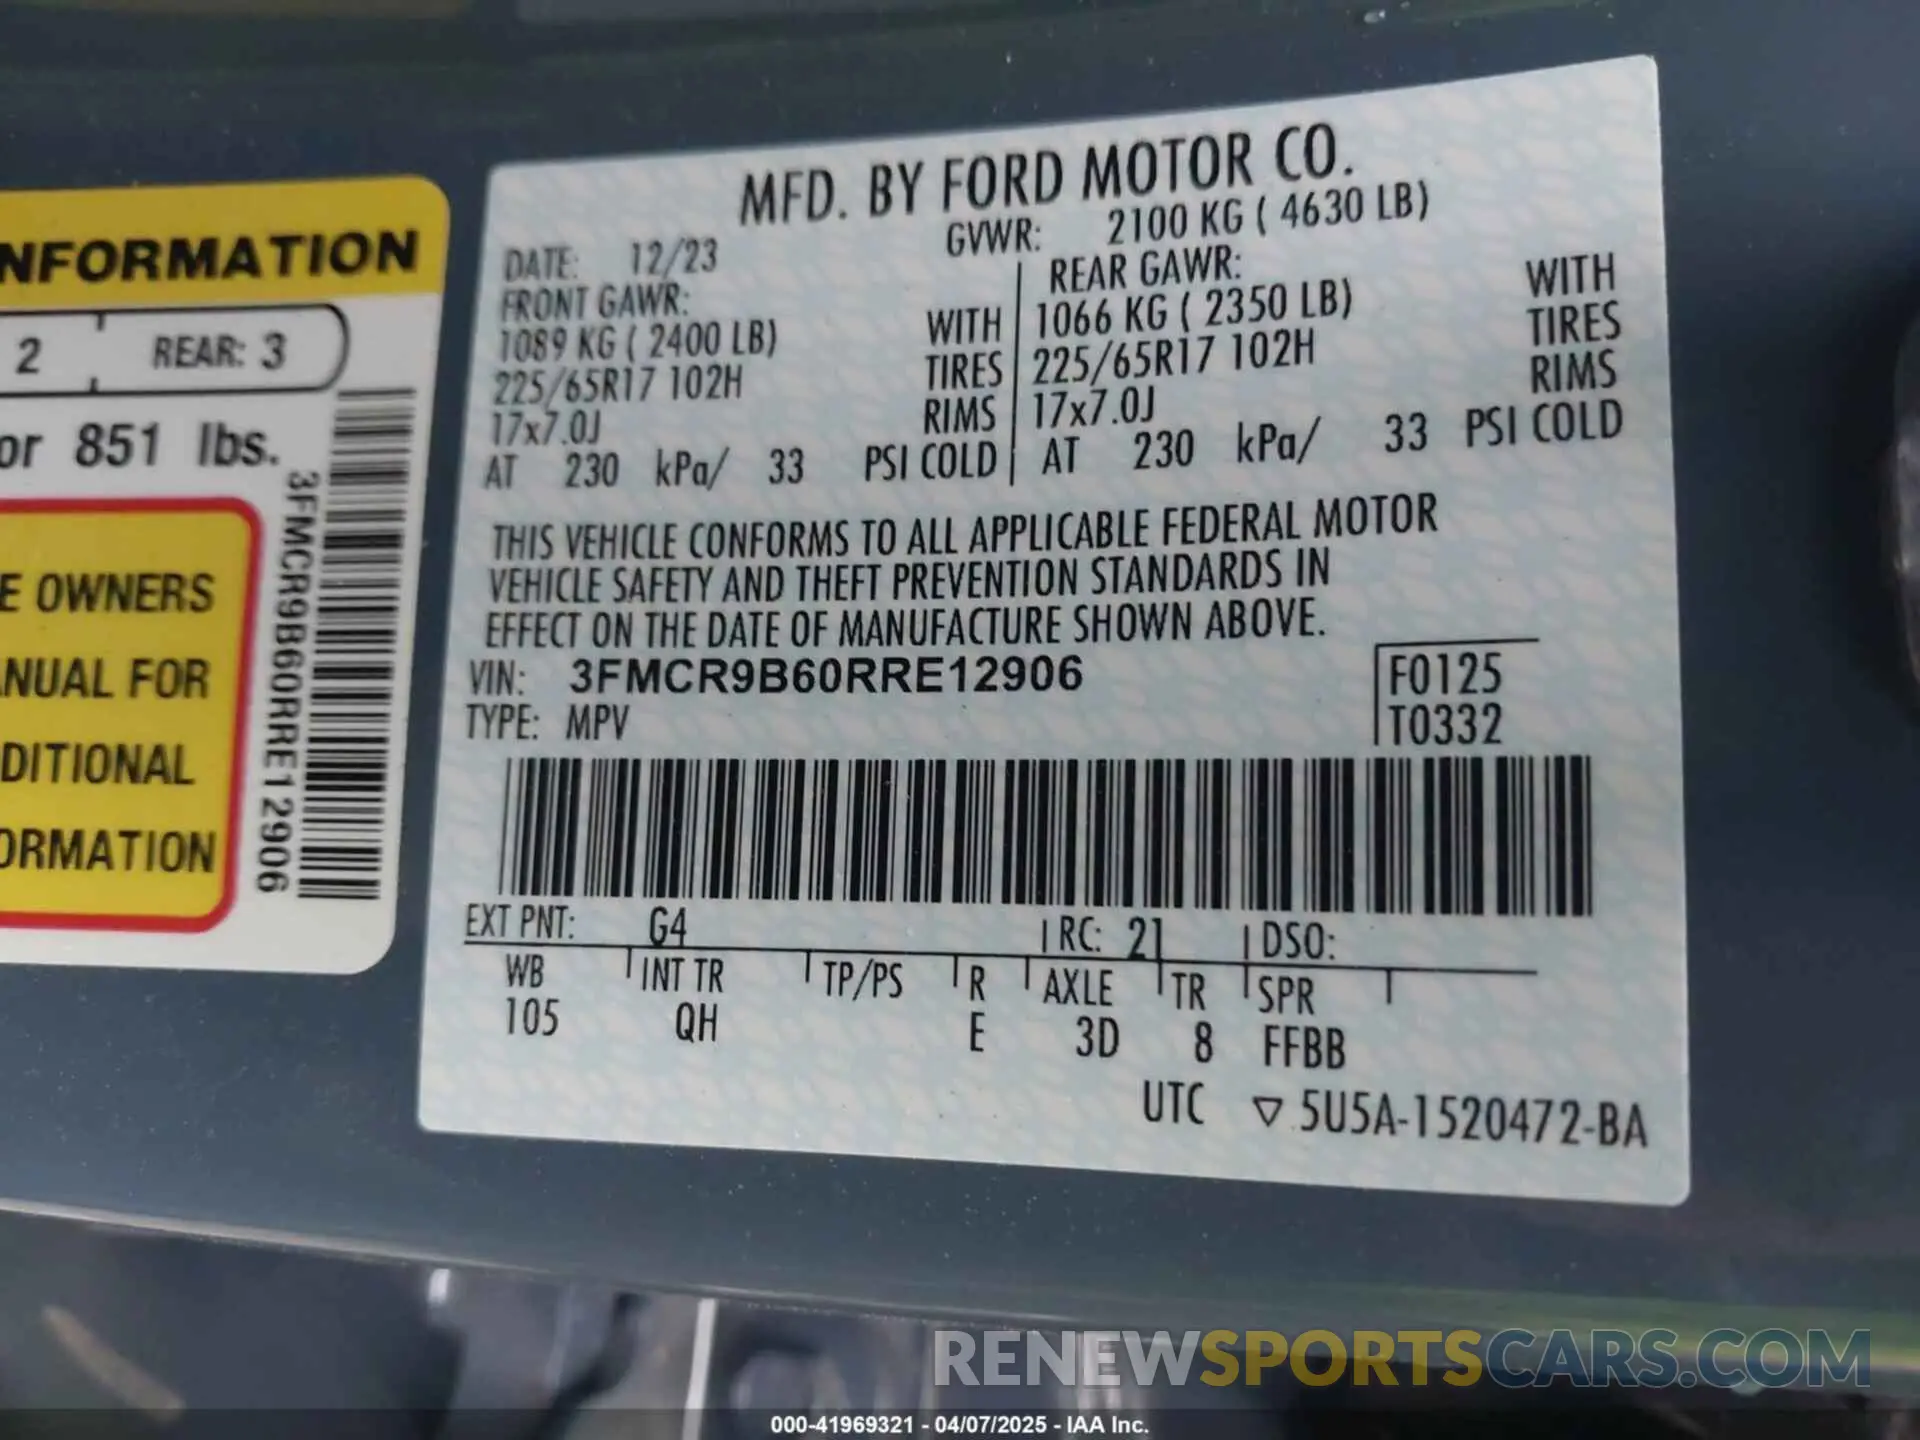 NFORMATION
2 REAR: 3
or 851 lbs.
E OWNERS
NUAL FOR
DITIONAL
ORMATION
3FMCR9B60RRE12906
MFD. BY FORD MOTOR CO.
DATE: 12/23 GVWR: 2100 KG ( 4630 LB)
FRONT GAWR: REAR GAWR:
1089 KG ( 2400 LB) WITH 1066 KG ( 2350 LB) WITH
225/65R17 102H TIRES 225/65R17 102H TIRES
17x7.0J RIMS 17x7.0J RIMS
AT 230 kPa/ 33 PSI COLD AT 230 kPa/ 33 PSI COLD
THIS VEHICLE CONFORMS TO ALL APPLICABLE FEDERAL MOTOR
VEHICLE SAFETY AND THEFT PREVENTION STANDARDS IN
EFFECT ON THE DATE OF MANUFACTURE SHOWN ABOVE.
VIN: 3FMCR9B60RRE12906 F0125
TYPE: MPV T0332
EXT PNT: G4 RC: 21 DSO:
WB INT TR TP/PS R AXLE TR SPR
105 QH E 3D 8 FFBB
UTC ▽ 5U5A-1520472-BA
RENEWSPORTSCARS.COM
000-41969321 - 04/07/2025 - IAA Inc.